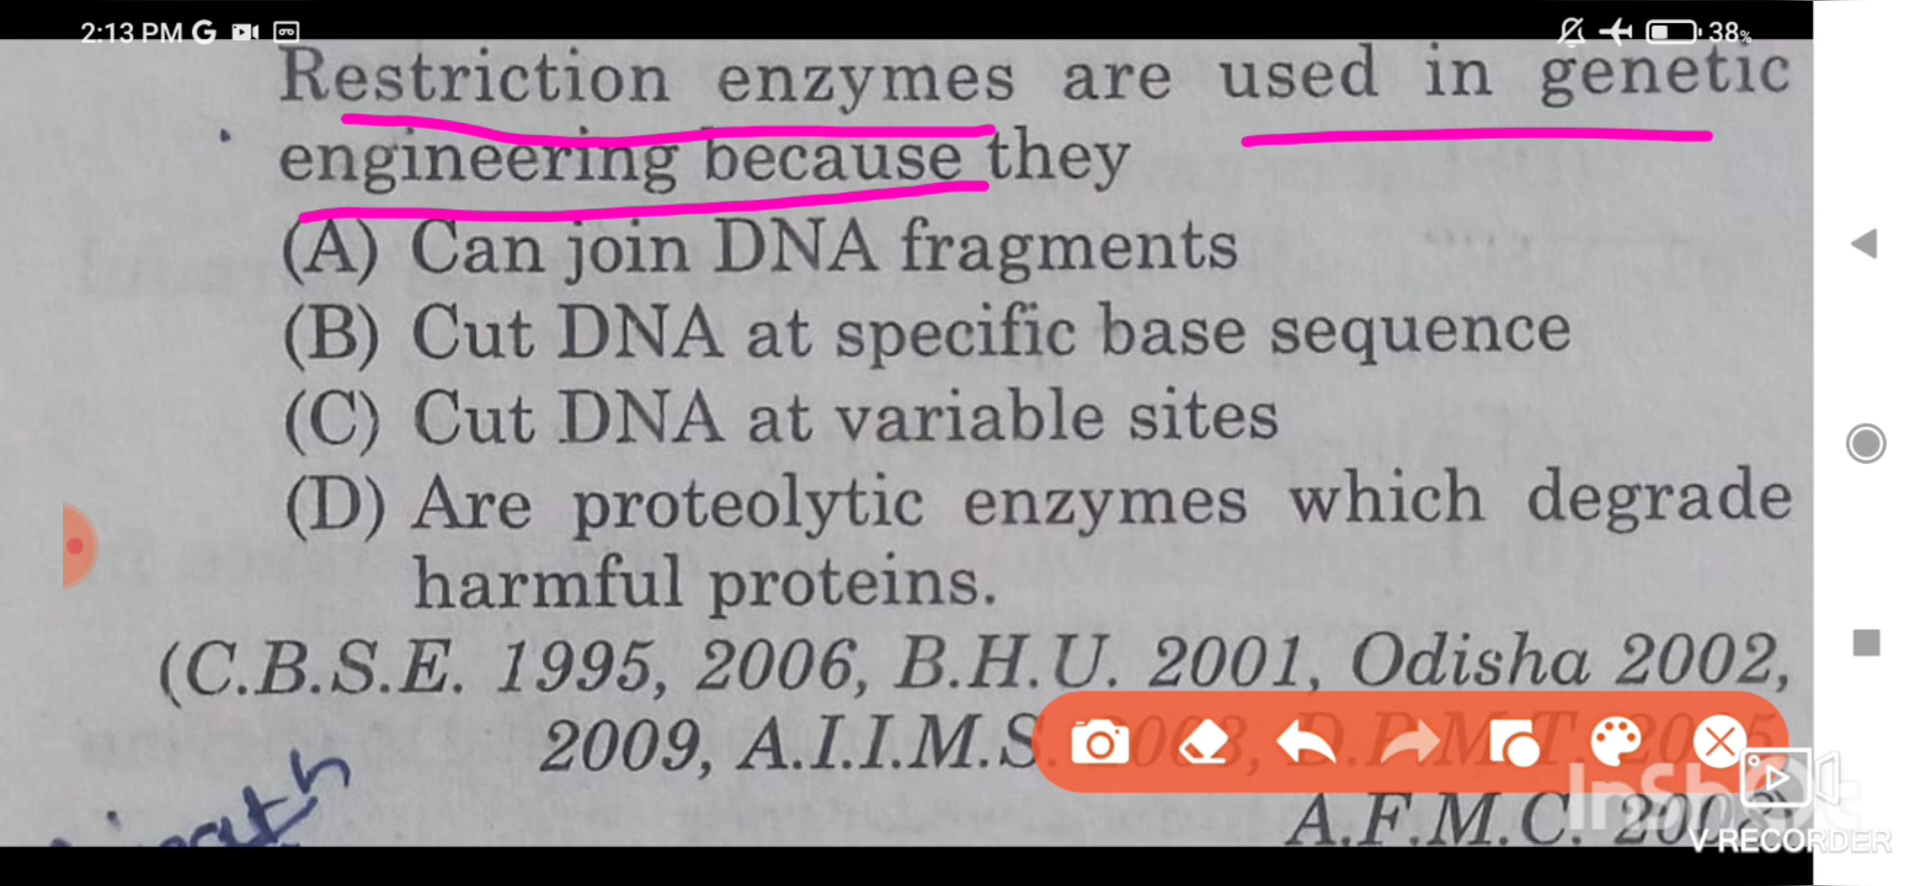 2:13 PM G
38%
Restriction enzymes are used in genetic
engineering because they
(A) Can join DNA fragments
(B) Cut DNA at specific base sequence
(C) Cut DNA at variable sites
(D) Are proteolytic enzymes which degrade
harmful proteins.
(C.B.S.E. 1995, 2006, B.H.U. 2001, Odisha 2002,
2009, A.I.I.M.S.
A.F.M.C.
InShot
V RECORDER